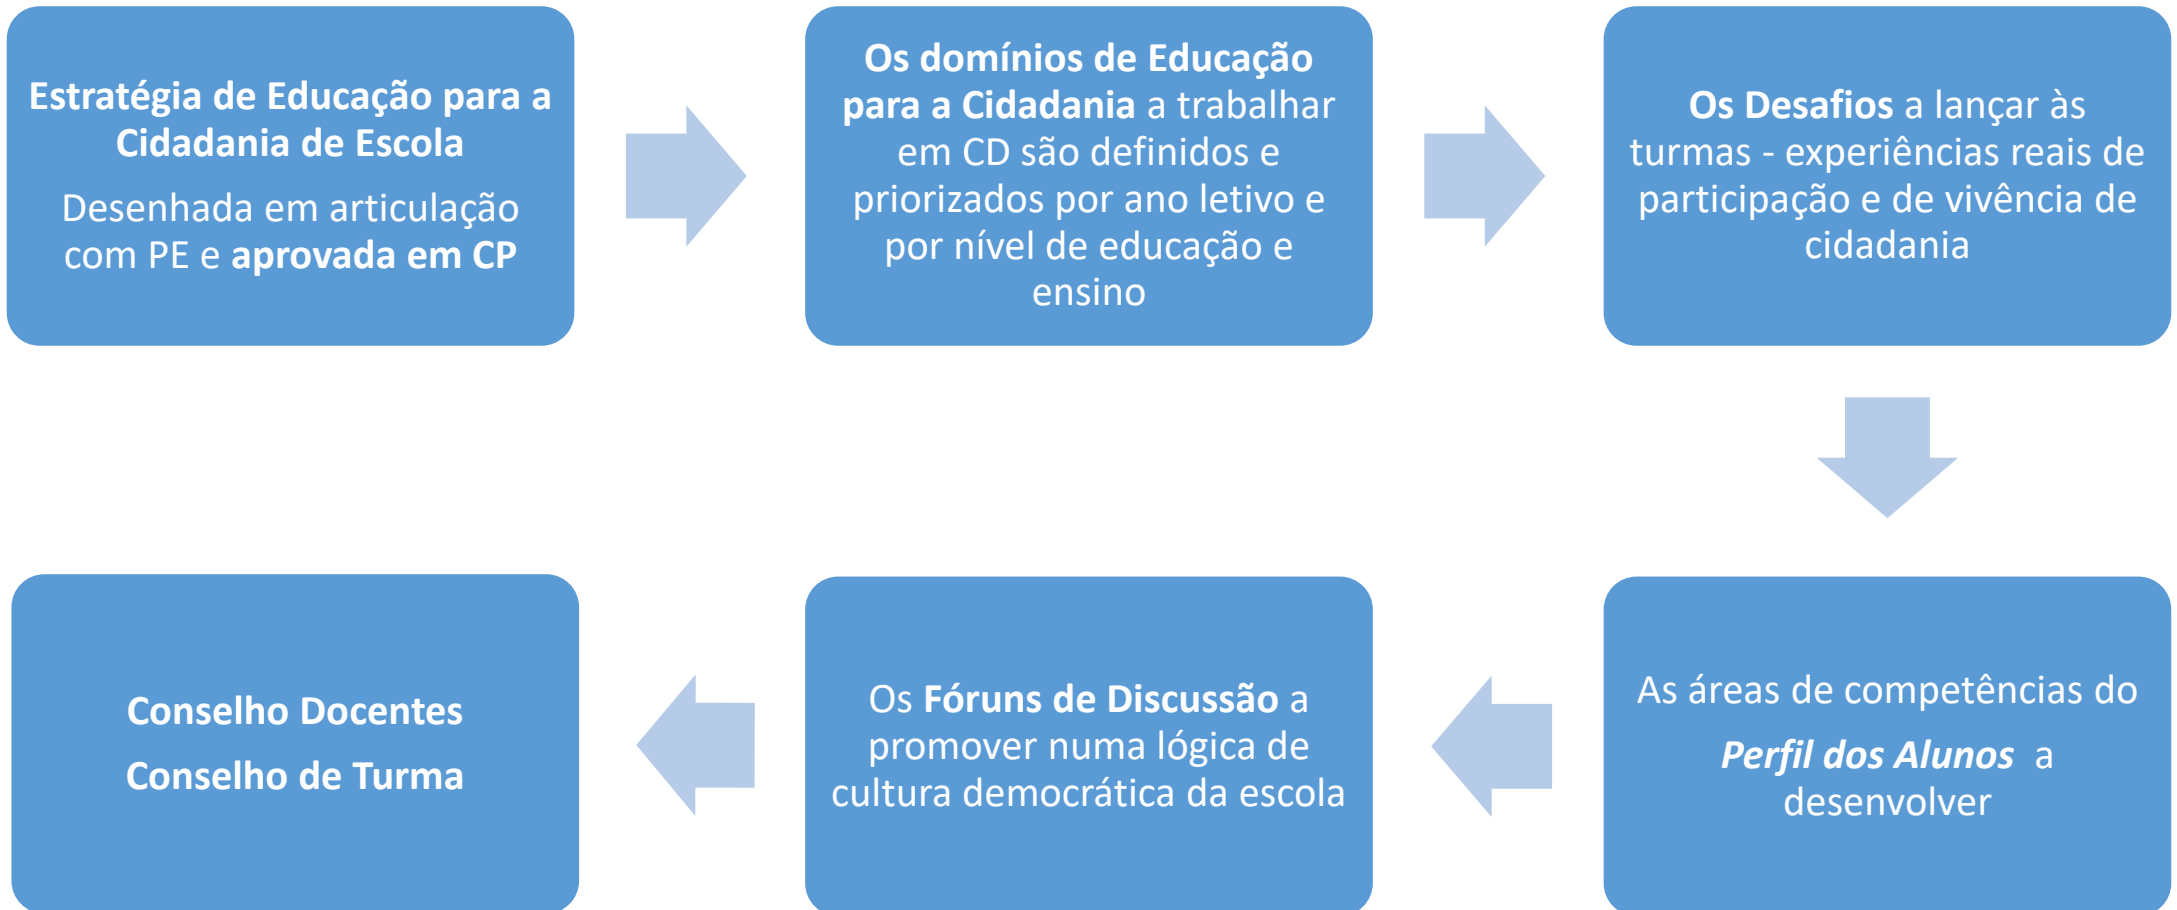 Estratégia de Educação para a
Cidadania de Escola
Desenhada em articulação
com PE e aprovada em CP
Os domínios de Educação
para a Cidadania a trabalhar
em CD são definidos e
priorizados por ano letivo e
por nível de educação e
ensino
Os Desafios a lançar às
turmas - experiências reais de
participação e de vivência de
cidadania
As áreas de competências do
Perfil dos Alunos a
desenvolver
Os Fóruns de Discussão a
promover numa lógica de
cultura democrática da escola
Conselho Docentes
Conselho de Turma